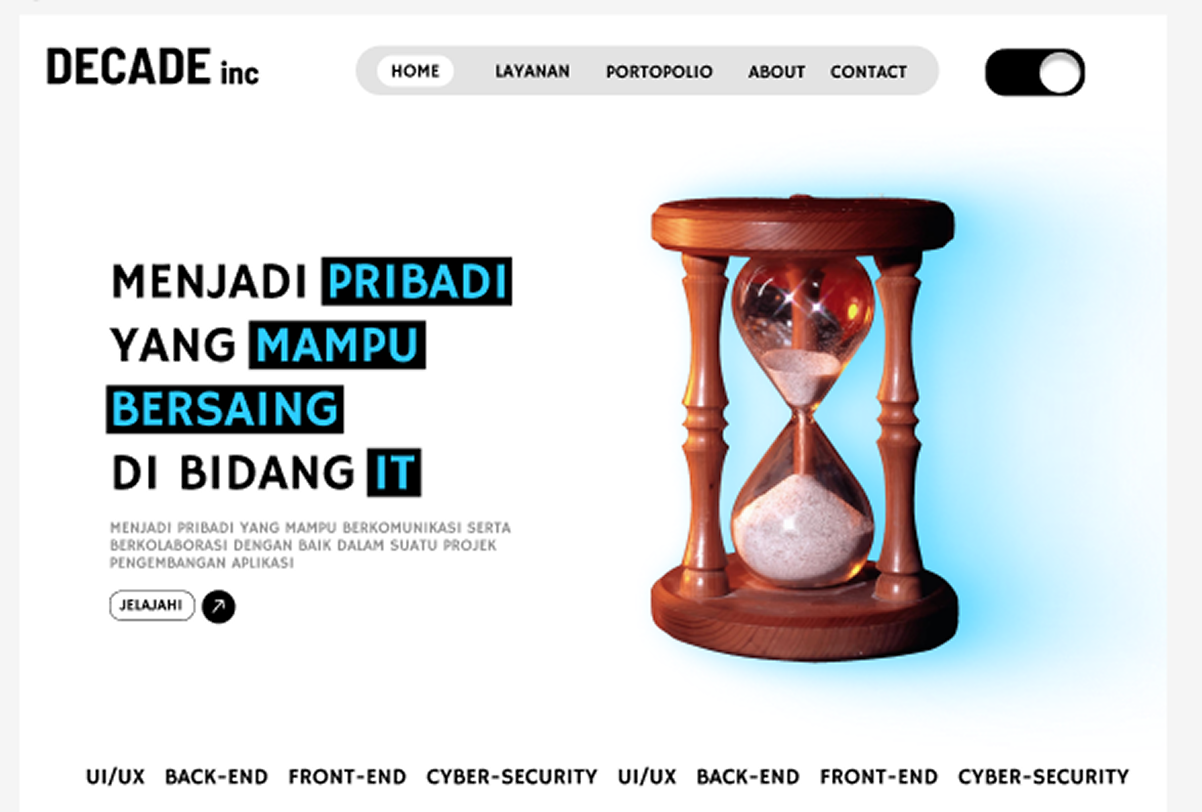 DECADE inc
HOME LAYANAN PORTOPOLIO ABOUT CONTACT
MENJADI PRIBADI
YANG MAMPU
BERSAING
DI BIDANG IT
MENJADI PRIBADI YANG MAMPU BERKOMUNIKASI SERTA
BERKOLABORASI DENGAN BAIK DALAM SUATU PROJEK
PENGEMBANGAN APLIKASI
JELAJAHI
UI/UX BACK-END FRONT-END CYBER-SECURITY UI/UX BACK-END FRONT-END CYBER-SECURITY